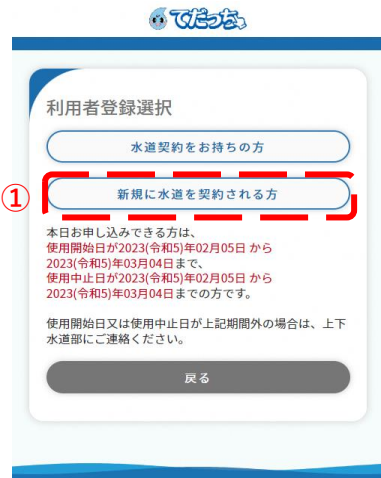 てだっち
利用者登録選択
水道契約をお持ちの方
①
新規に水道を契約される方
本日お申し込みできる方は、
使用開始日が2023(令和5)年02月05日 から
2023(令和5)年03月04日まで、
使用中止日が2023(令和5)年02月05日 から
2023(令和5)年03月04日までの方です。
使用開始日又は使用中止日が上記期間外の場合は、上下
水道部にご連絡ください。
戻る